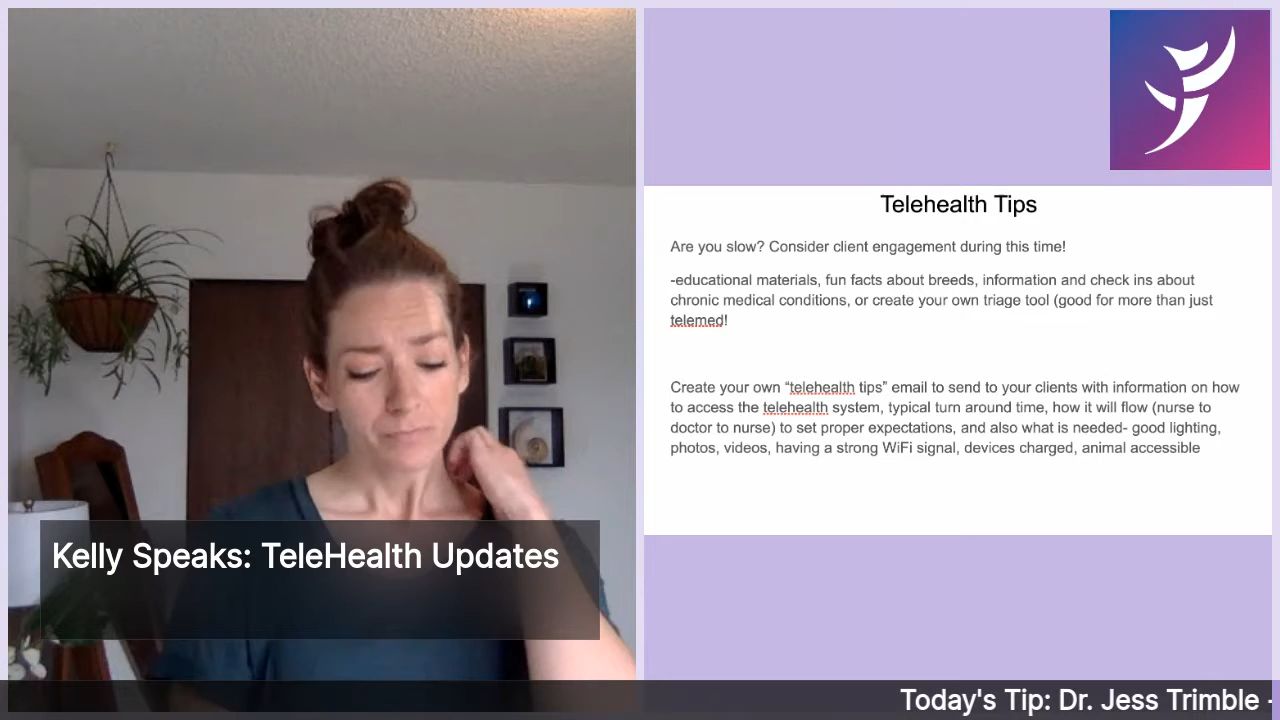 Telehealth Tips
Are you slow? Consider client engagement during this time!
-educational materials, fun facts about breeds, information and check ins about
chronic medical conditions, or create your own triage tool (good for more than just
telemed!
Create your own “telehealth tips” email to send to your clients with information on how
to access the telehealth system, typical turn around time, how it will flow (nurse to
doctor to nurse) to set proper expectations, and also what is needed- good lighting,
photos, videos, having a strong WiFi signal, devices charged, animal accessible
Kelly Speaks: TeleHealth Updates
Today's Tip: Dr. Jess Trimble -